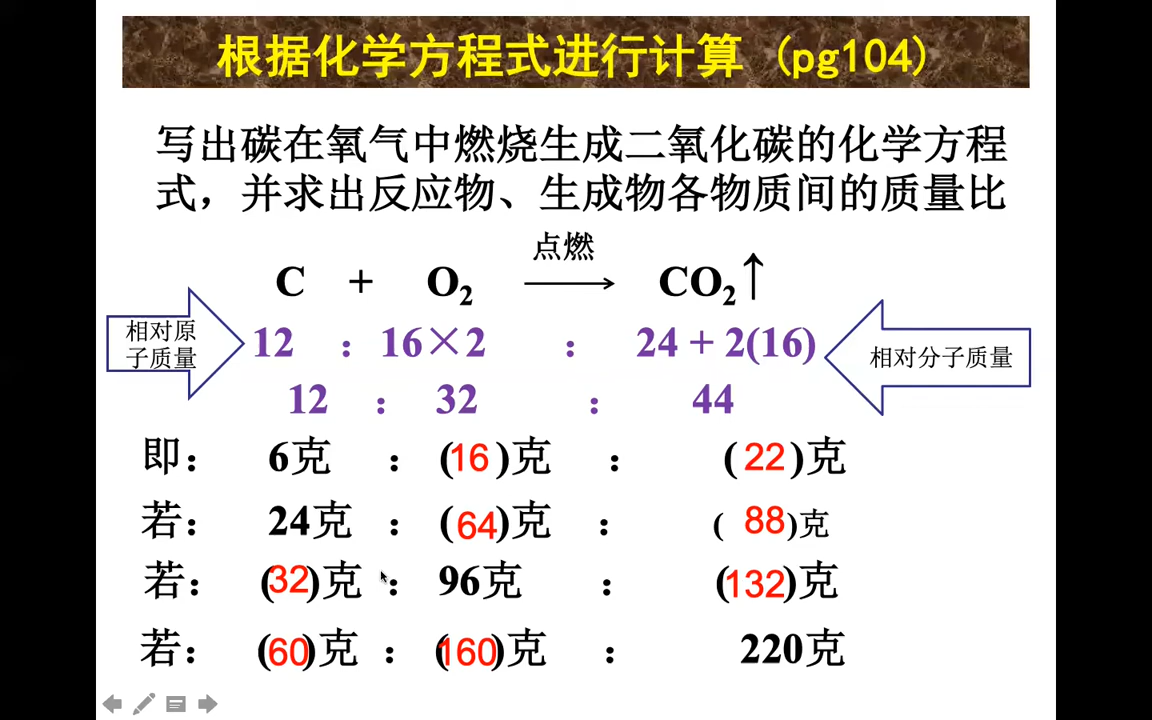 根据化学方程式进行计算 (pg104)
写出碳在氧气中燃烧生成二氧化碳的化学方程
式，并求出反应物、生成物各物质间的质量比
点燃
C + O₂ ⟶ CO₂↑
相对原
子质量
12 : 16×2 : 24 + 2(16)
相对分子质量
12 : 32 : 44
即： 6克 : (16)克 : (22)克
若： 24克 : (64)克 : (88)克
若： (32)克 : 96克 : (132)克
若： (60)克 : (160)克 : 220克